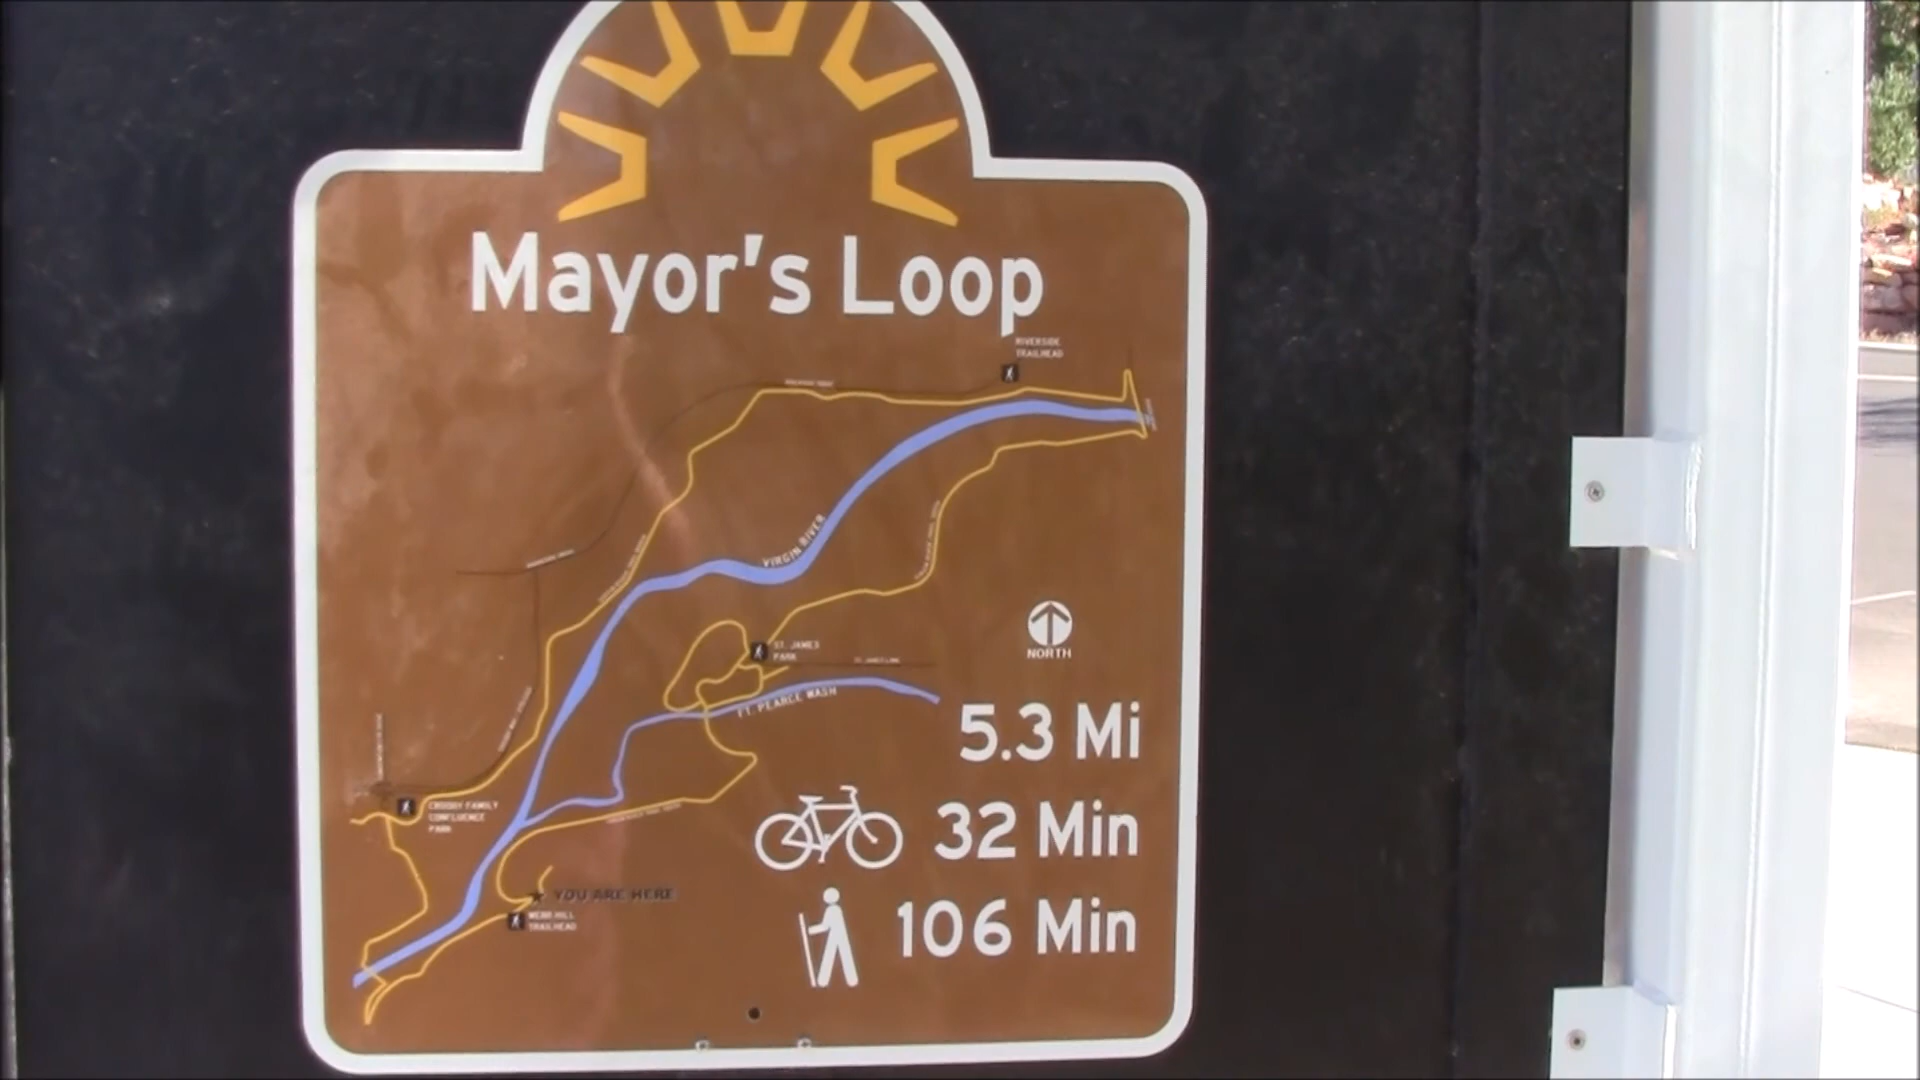 Mayor's Loop
RIVERSIDE
TRAILHEAD
VIRGIN RIVER
ST. JAMES
PARK
NORTH
FT. PEARCE WASH
5.3 Mi
CROSBY FAMILY
CONFLUENCE
PARK
32 Min
YOU ARE HERE
WEBB HILL
TRAILHEAD
106 Min